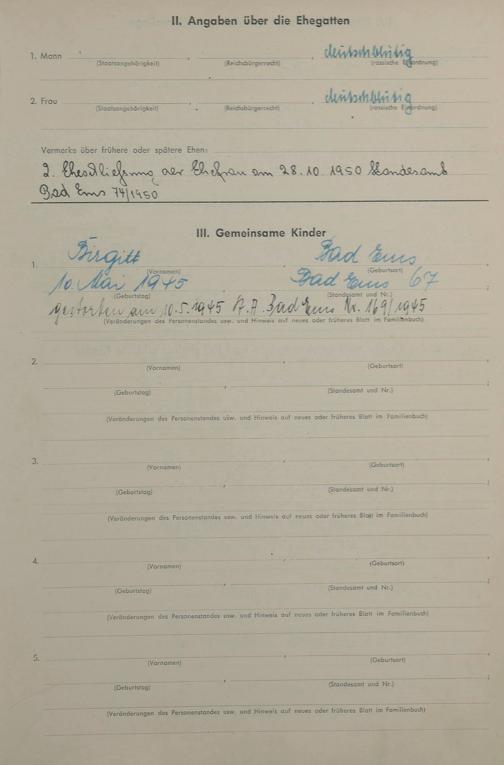 II. Angaben über die Ehegatten
1. Mann deutschblütig
(Staatsangehörigkeit) (Reichsbürgerrecht) (rassische Einordnung)
2. Frau deutschblütig
(Staatsangehörigkeit) (Reichsbürgerrecht) (rassische Einordnung)
Vermerke über frühere oder spätere Ehen:
2. Eheschließung der Ehefrau am 28.10.1950 Standesamt
Bad Ems 74/1950
III. Gemeinsame Kinder
1. Birgitt Bad Ems
(Vornamen) (Geburtsort)
10. Mai 1945 Bad Ems 67
(Geburtstag) (Standesamt und Nr.)
gestorben am 10.5.1945 St. A. Bad Ems Nr. 169/1945
(Veränderungen des Personenstandes usw. und Hinweis auf neues oder früheres Blatt im Familienbuch)
2.
(Vornamen) (Geburtsort)
(Geburtstag) (Standesamt und Nr.)
(Veränderungen des Personenstandes usw. und Hinweis auf neues oder früheres Blatt im Familienbuch)
3.
(Vornamen) (Geburtsort)
(Geburtstag) (Standesamt und Nr.)
(Veränderungen des Personenstandes usw. und Hinweis auf neues oder früheres Blatt im Familienbuch)
4.
(Vornamen) (Geburtsort)
(Geburtstag) (Standesamt und Nr.)
(Veränderungen des Personenstandes usw. und Hinweis auf neues oder früheres Blatt im Familienbuch)
5.
(Vornamen) (Geburtsort)
(Geburtstag) (Standesamt und Nr.)
(Veränderungen des Personenstandes usw. und Hinweis auf neues oder früheres Blatt im Familienbuch)